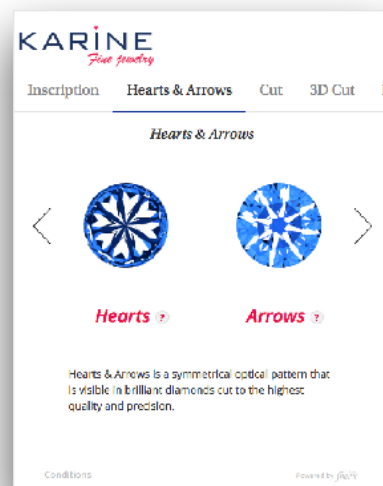 KARINE
Fine jewelry
Inscription Hearts & Arrows Cut 3D Cut
Hearts & Arrows
Hearts ? Arrows ?
Hearts & Arrows is a symmetrical optical pattern that
is visible in brilliant diamonds cut to the highest
quality and precision.
Conditions Powered by